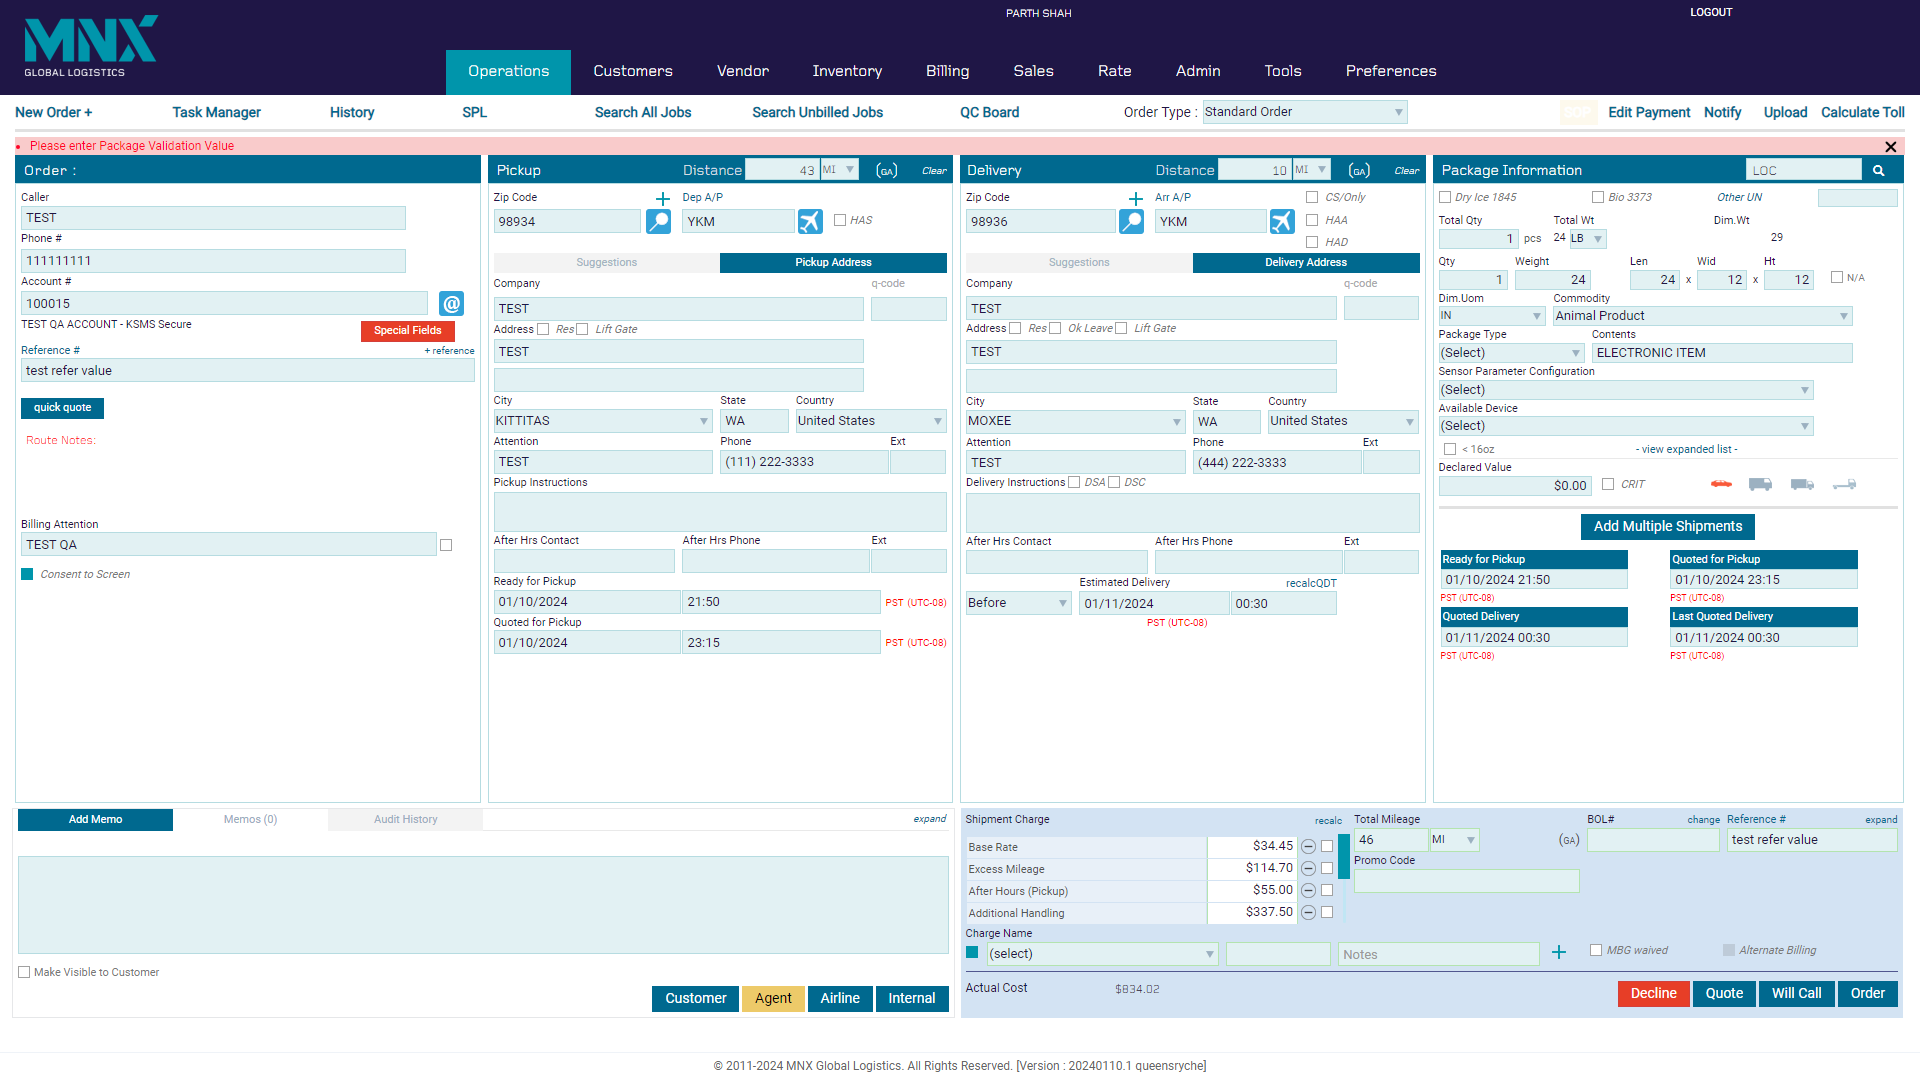 PARTH SHAH
LOGOUT
MNX
GLOBAL LOGISTICS
Operations Customers Vendor Inventory Billing Sales Rate Admin Tools Preferences
New Order + Task Manager History SPL Search All Jobs Search Unbilled Jobs QC Board Order Type : Standard Order Edit Payment Notify Upload Calculate Toll
Please enter Package Validation Value
Order :
Caller
TEST
Phone #
111111111
Account #
100015
@
TEST QA ACCOUNT - KSMS Secure
Special Fields
Reference # + reference
test refer value
quick quote
Route Notes:
Billing Attention
TEST QA
Consent to Screen
Pickup Distance 43 MI (GA) Clear
Zip Code Dep A/P
98934 YKM HAS
Suggestions Pickup Address
Company q-code
TEST
Address Res Lift Gate
TEST
City State Country
KITTITAS WA United States
Attention Phone Ext
TEST (111) 222-3333
Pickup Instructions
After Hrs Contact After Hrs Phone Ext
Ready for Pickup
01/10/2024 21:50 PST (UTC-08)
Quoted for Pickup
01/10/2024 23:15 PST (UTC-08)
Delivery Distance 10 MI (GA) Clear
Zip Code Arr A/P CS/Only
98936 YKM HAA
HAD
Suggestions Delivery Address
Company q-code
TEST
Address Res Ok Leave Lift Gate
TEST
City State Country
MOXEE WA United States
Attention Phone Ext
TEST (444) 222-3333
Delivery Instructions DSA DSC
After Hrs Contact After Hrs Phone Ext
Estimated Delivery recalcQDT
Before 01/11/2024 00:30
PST (UTC-08)
Package Information LOC
Dry Ice 1845 Bio 3373 Other UN
Total Qty Total Wt Dim.Wt
1 pcs 24 LB 29
Qty Weight Len Wid Ht
1 24 24 x 12 x 12 N/A
Dim.Uom Commodity
IN Animal Product
Package Type Contents
(Select) ELECTRONIC ITEM
Sensor Parameter Configuration
(Select)
Available Device
(Select)
< 16oz - view expanded list -
Declared Value
$0.00 CRIT
Add Multiple Shipments
Ready for Pickup Quoted for Pickup
01/10/2024 21:50 01/10/2024 23:15
PST (UTC-08) PST (UTC-08)
Quoted Delivery Last Quoted Delivery
01/11/2024 00:30 01/11/2024 00:30
PST (UTC-08) PST (UTC-08)
Add Memo Memos (0) Audit History expand
Make Visible to Customer
Customer Agent Airline Internal
Shipment Charge recalc
Base Rate $34.45
Excess Mileage $114.70
After Hours (Pickup) $55.00
Additional Handling $337.50
Total Mileage BOL# change Reference # expand
46 MI (GA) test refer value
Promo Code
Charge Name
(select) Notes MBG waived Alternate Billing
Actual Cost $834.02
Decline Quote Will Call Order
© 2011-2024 MNX Global Logistics. All Rights Reserved. [Version : 20240110.1 queensryche]